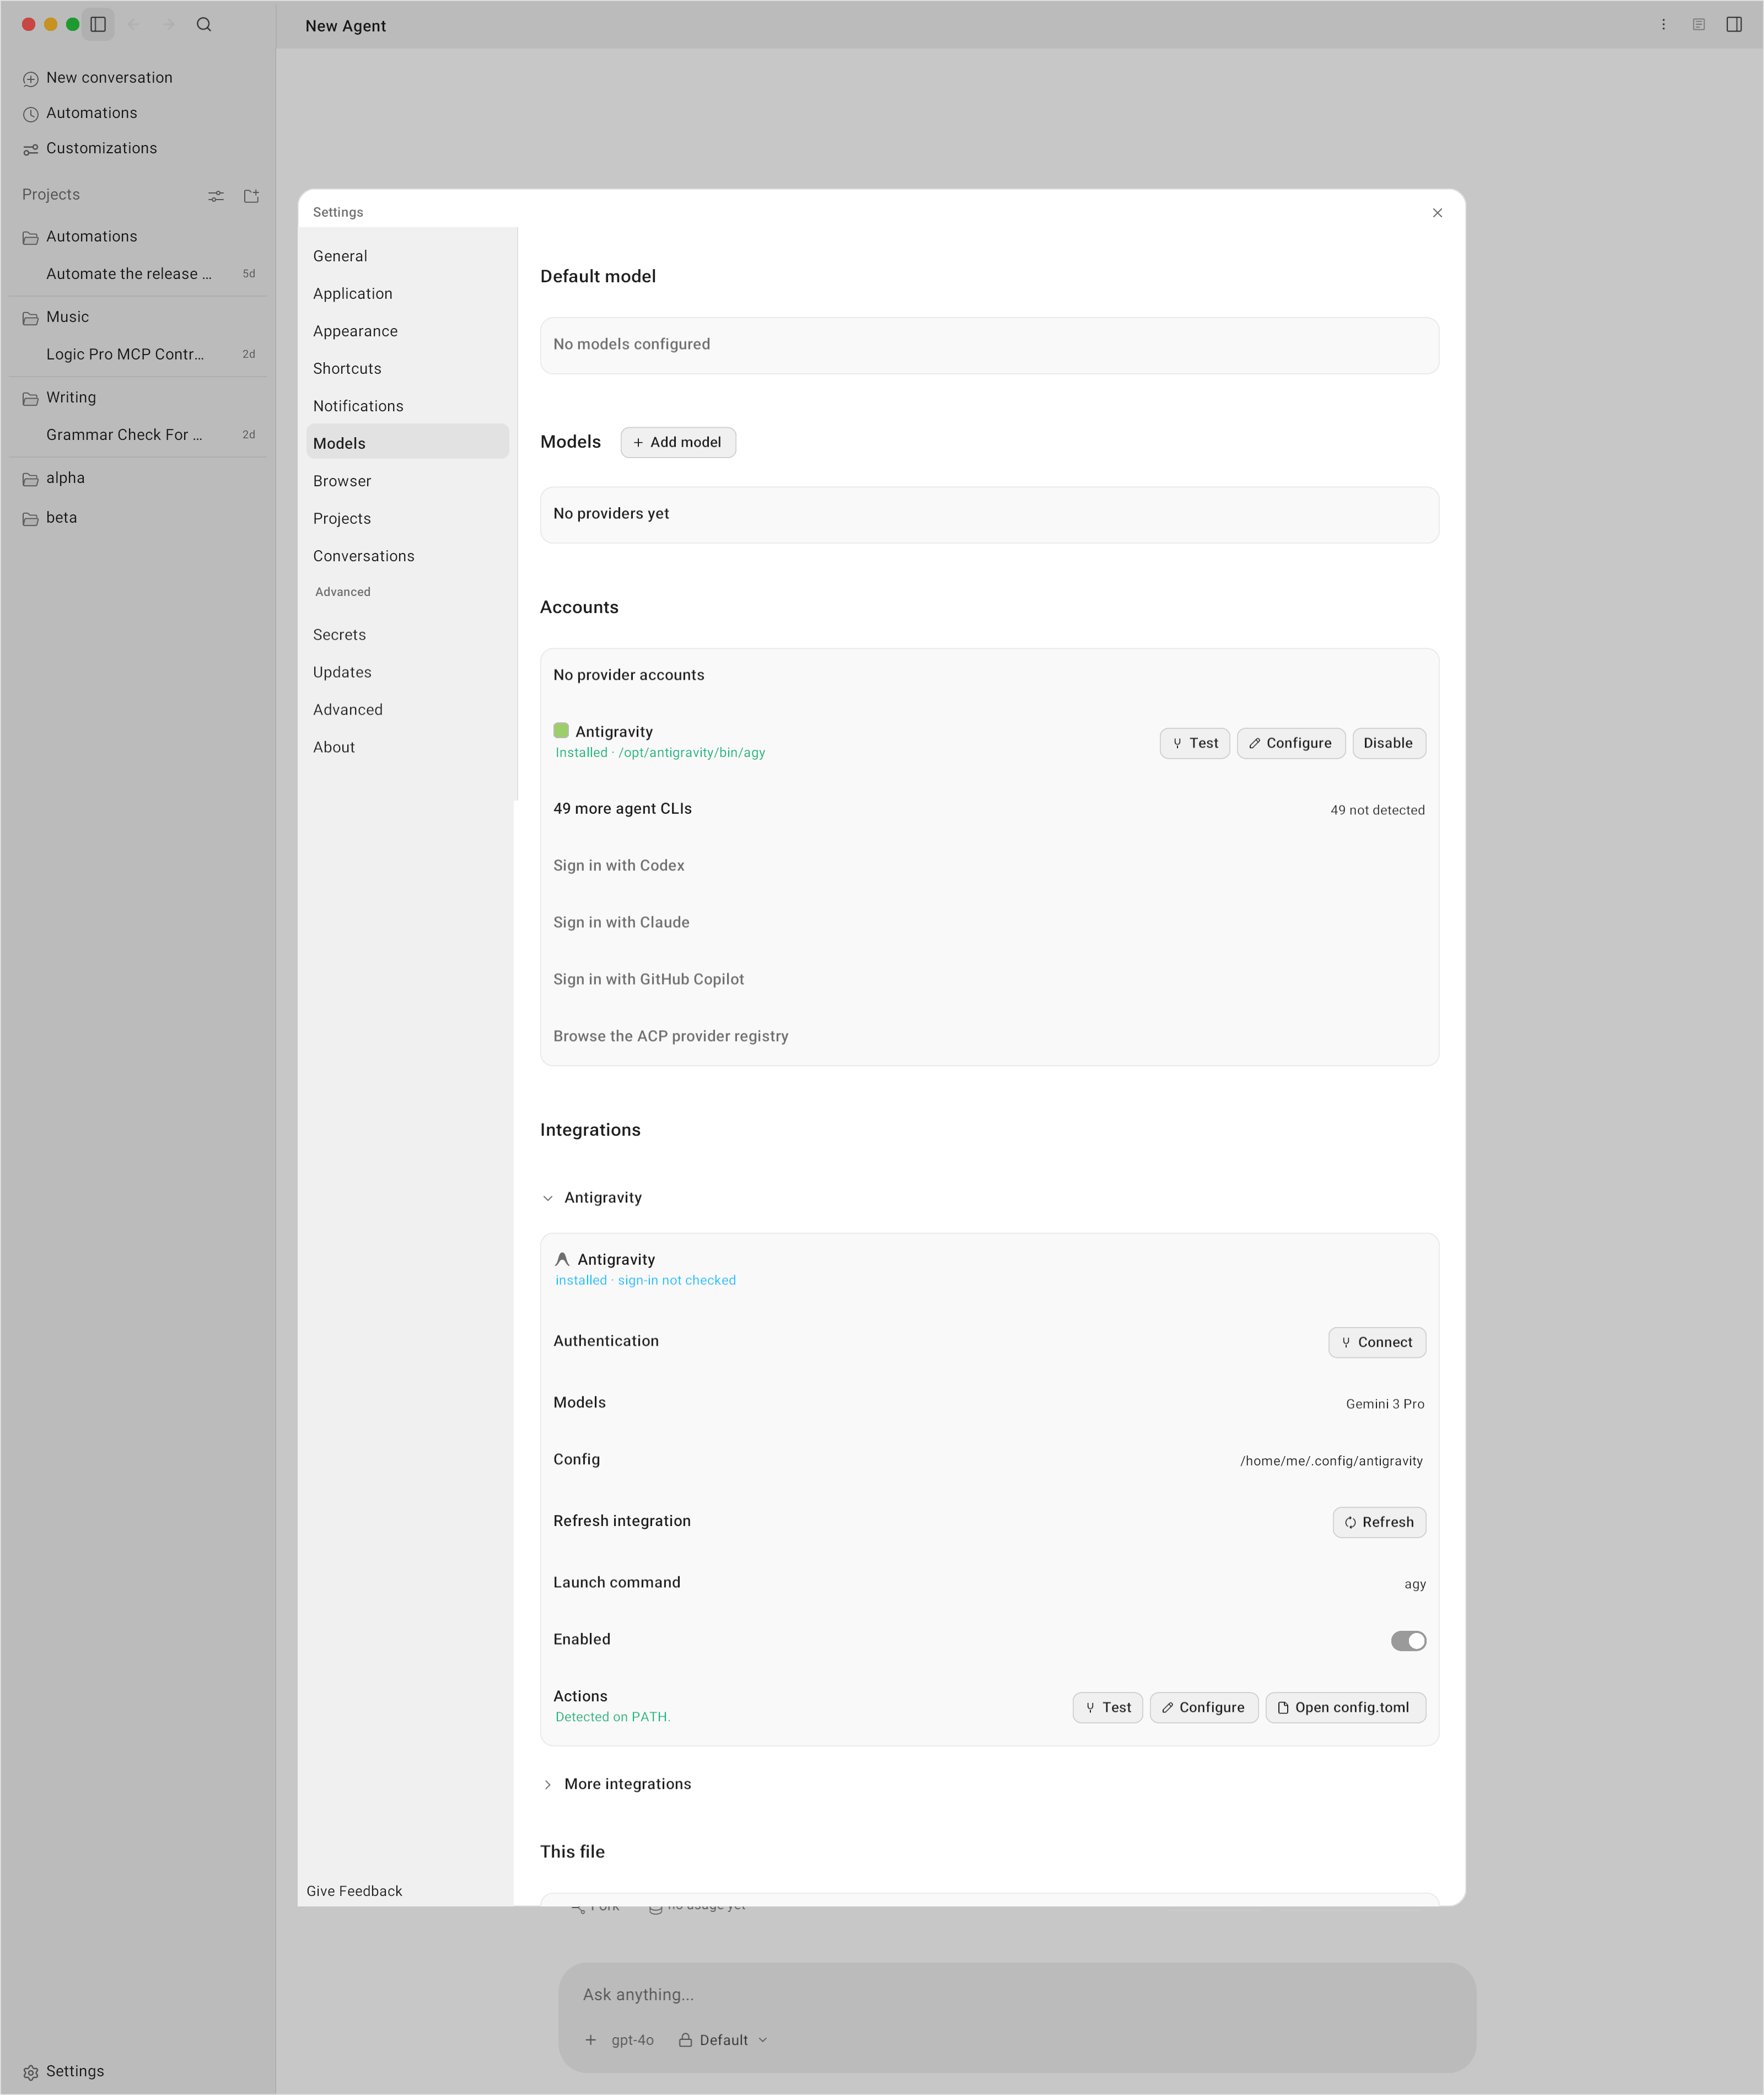 New Agent
New conversation
Automations
Customizations
Projects
Automations
Automate the release ... 5d
Music
Logic Pro MCP Contr... 2d
Writing
Grammar Check For ... 2d
alpha
beta
Settings
Settings
General
Application
Appearance
Shortcuts
Notifications
Models
Browser
Projects
Conversations
Advanced
Secrets
Updates
Advanced
About
Give Feedback
Default model
No models configured
Models + Add model
No providers yet
Accounts
No provider accounts
Antigravity
Installed · /opt/antigravity/bin/agy
Test Configure Disable
49 more agent CLIs 49 not detected
Sign in with Codex
Sign in with Claude
Sign in with GitHub Copilot
Browse the ACP provider registry
Integrations
Antigravity
Antigravity
installed · sign-in not checked
Authentication Connect
Models Gemini 3 Pro
Config /home/me/.config/antigravity
Refresh integration Refresh
Launch command agy
Enabled
Actions
Detected on PATH.
Test Configure Open config.toml
More integrations
This file
Fork no usage yet
Ask anything...
+ gpt-4o Default